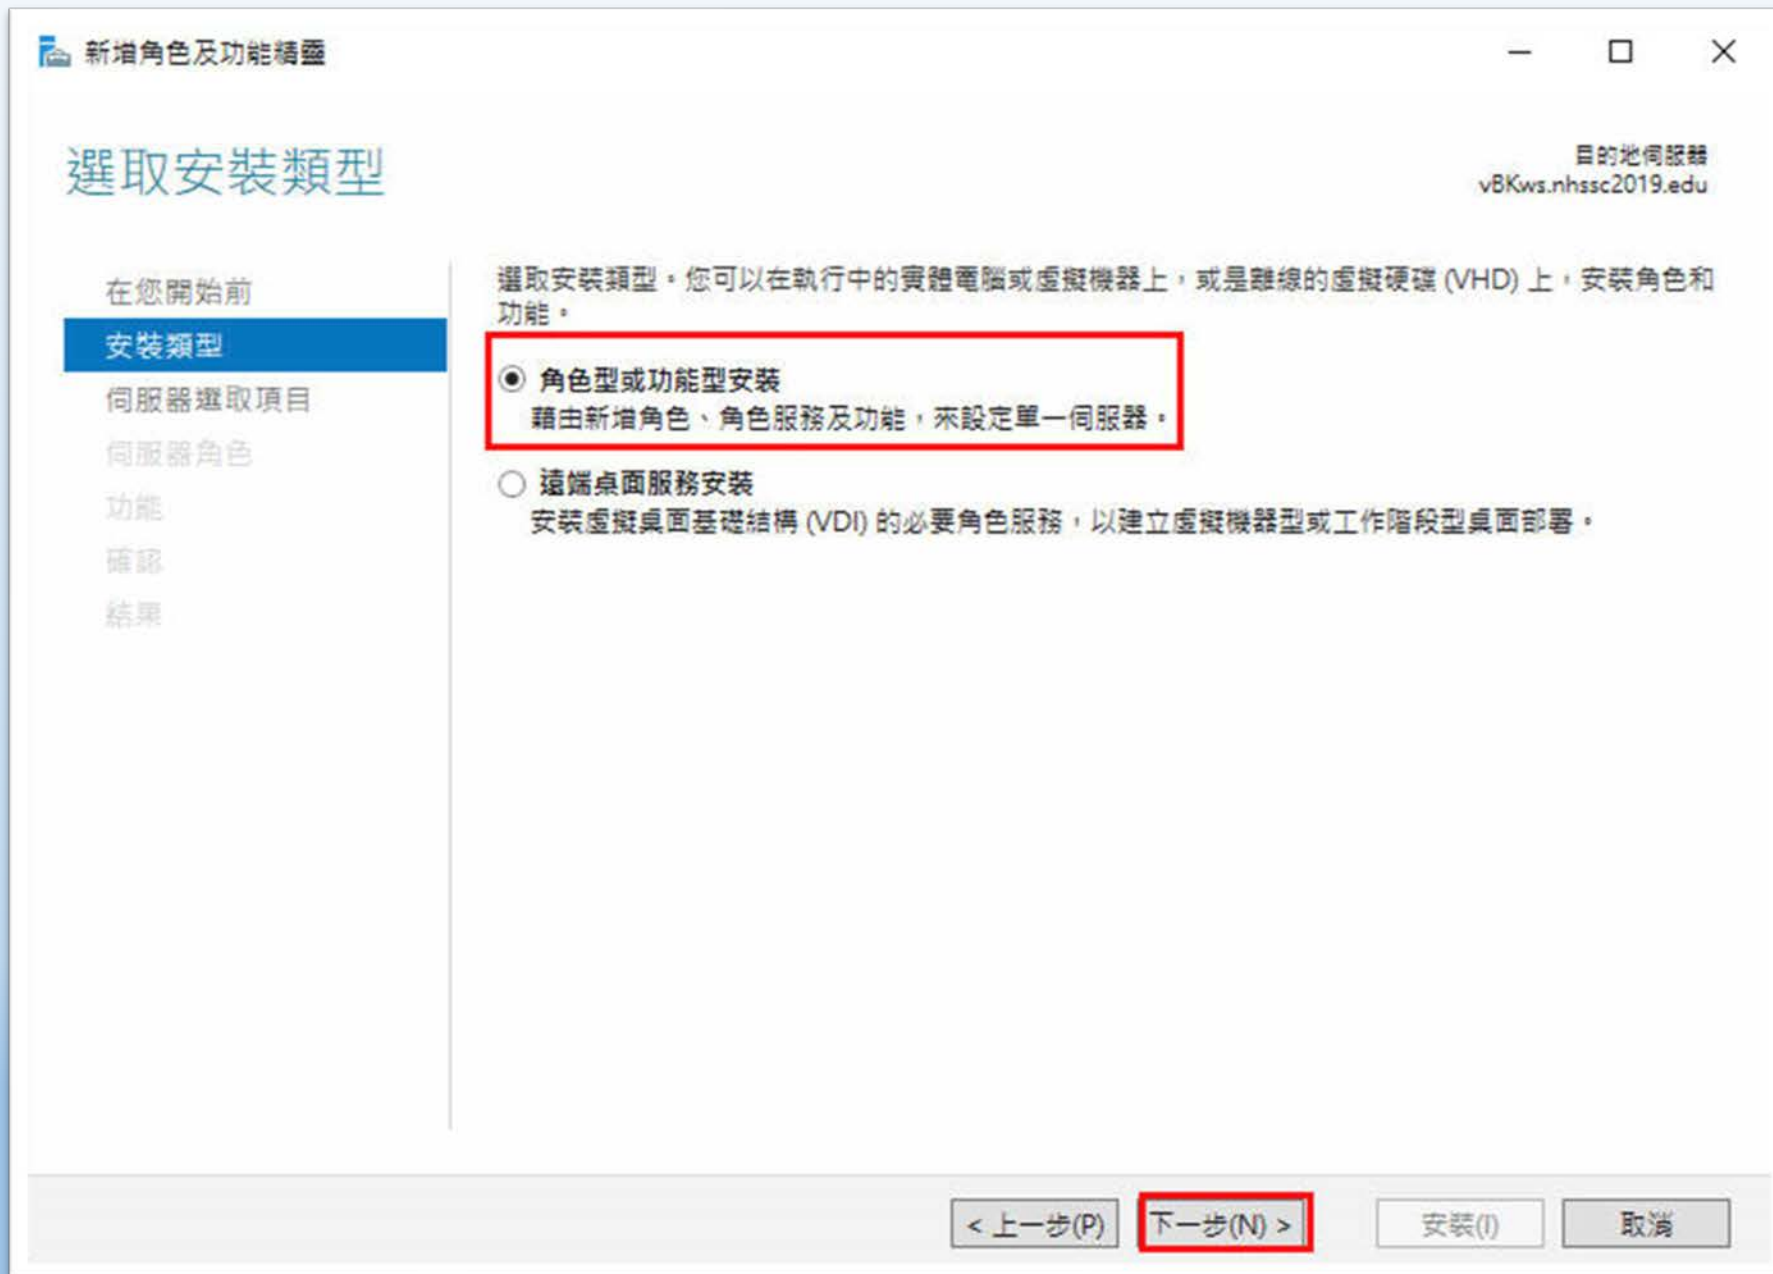 新增角色及功能精靈
選取安裝類型
目的地伺服器
vBKws.nhssc2019.edu
在您開始前
安裝類型
伺服器選取項目
伺服器角色
功能
確認
結果
選取安裝類型。您可以在執行中的實體電腦或虛擬機器上，或是離線的虛擬硬碟 (VHD) 上，安裝角色和
功能。
角色型或功能型安裝
藉由新增角色、角色服務及功能，來設定單一伺服器。
遠端桌面服務安裝
安裝虛擬桌面基礎結構 (VDI) 的必要角色服務，以建立虛擬機器型或工作階段型桌面部署。
< 上一步(P)
下一步(N) >
安裝(I)
取消